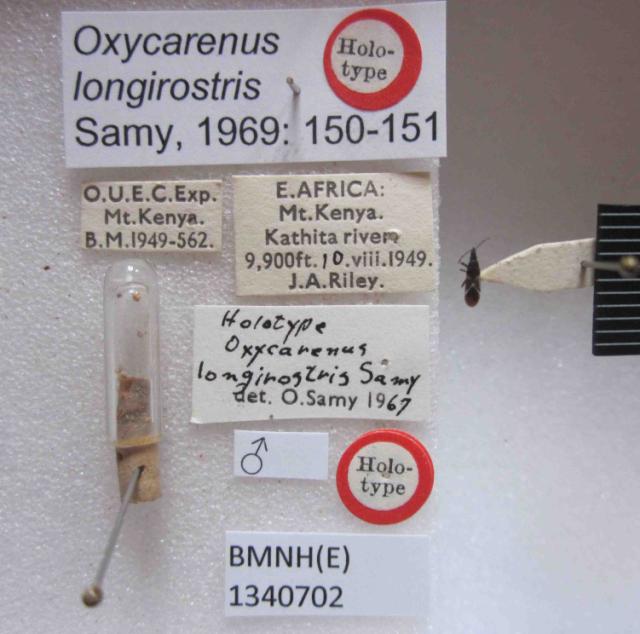 Oxycarenus
longirostris
Samy, 1969: 150-151
Holo-
type
O.U.E.C.Exp.
Mt.Kenya.
B.M.1949-562.
E.AFRICA:
Mt.Kenya.
Kathita river
9,900ft. 10.viii.1949.
J.A.Riley.
Holotype
Oxycarenus
longirostris Samy
det. O.Samy 1967
♂
Holo-
type
BMNH(E)
1340702